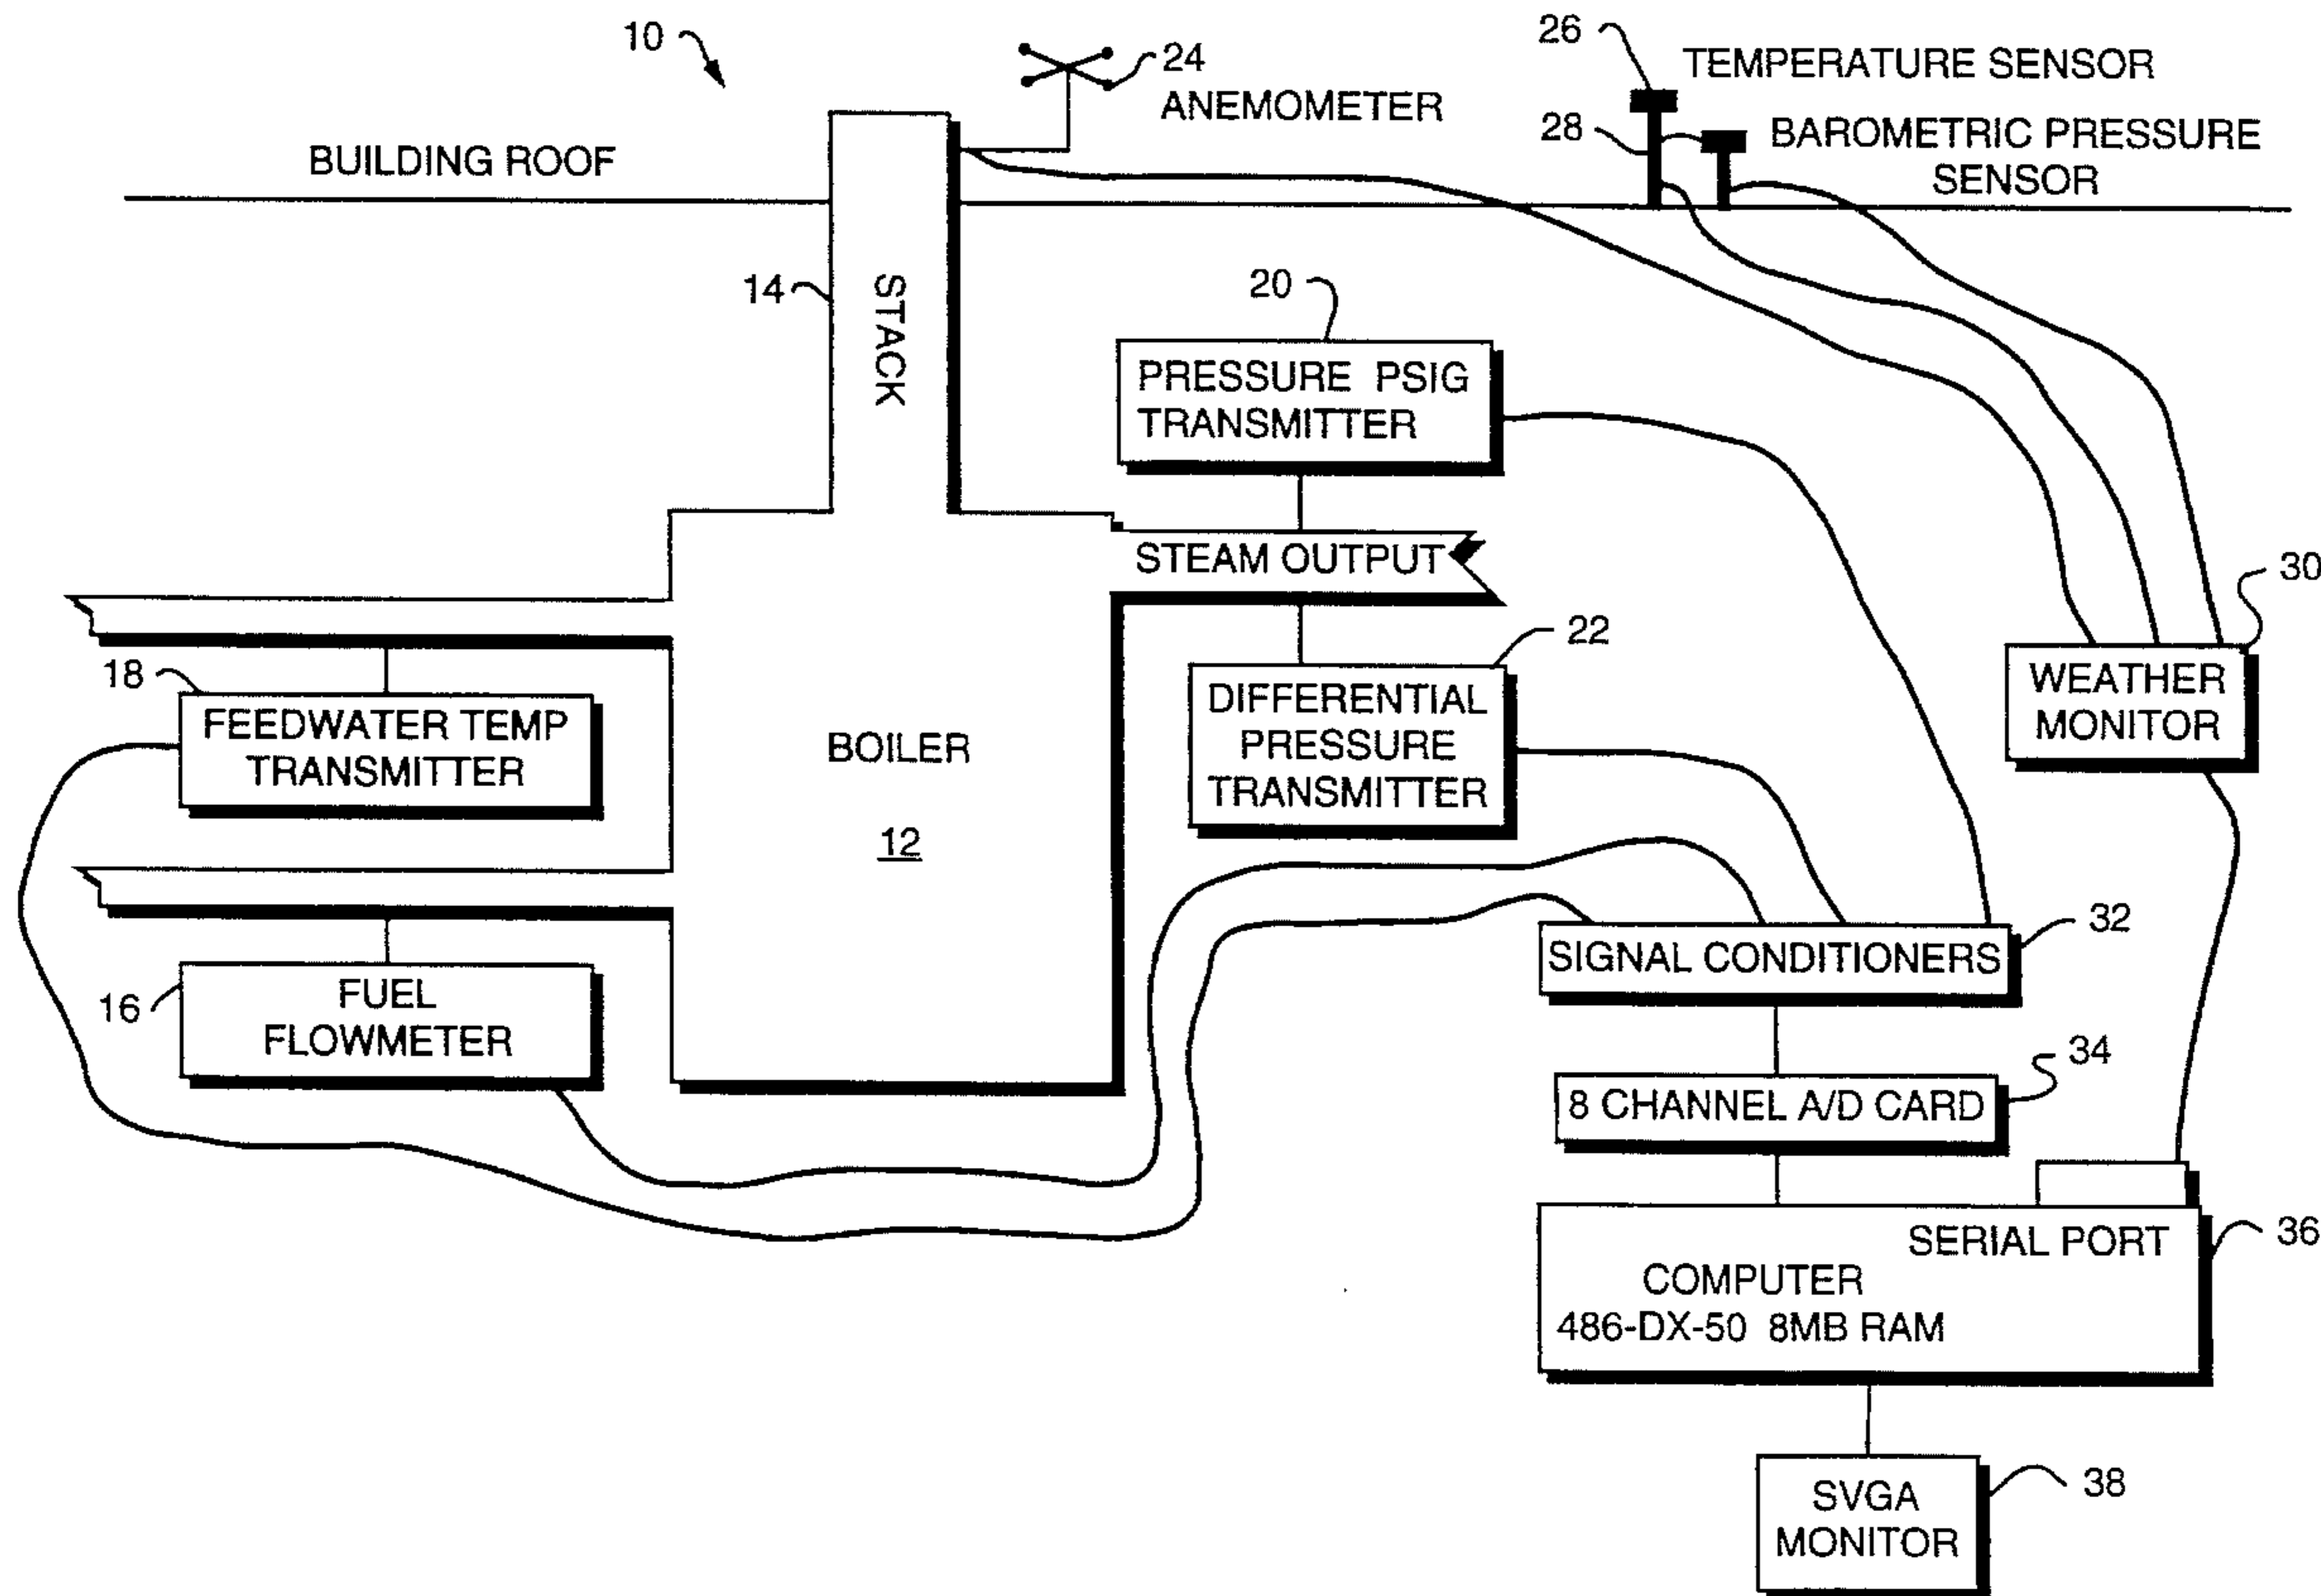 10
24
ANEMOMETER
26
TEMPERATURE SENSOR
28
BAROMETRIC PRESSURE
SENSOR
BUILDING ROOF
14
STACK
20
PRESSURE PSIG
TRANSMITTER
STEAM OUTPUT
30
WEATHER
MONITOR
22
DIFFERENTIAL
PRESSURE
TRANSMITTER
18
FEEDWATER TEMP
TRANSMITTER
BOILER
12
16
FUEL
FLOWMETER
32
SIGNAL CONDITIONERS
34
8 CHANNEL A/D CARD
36
SERIAL PORT
COMPUTER
486-DX-50 8MB RAM
38
SVGA
MONITOR